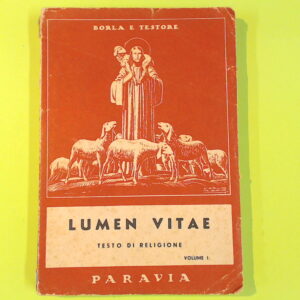 BORLA E TESTORE
LUMEN VITAE
TESTO DI RELIGIONE
VOLUME I
PARAVIA